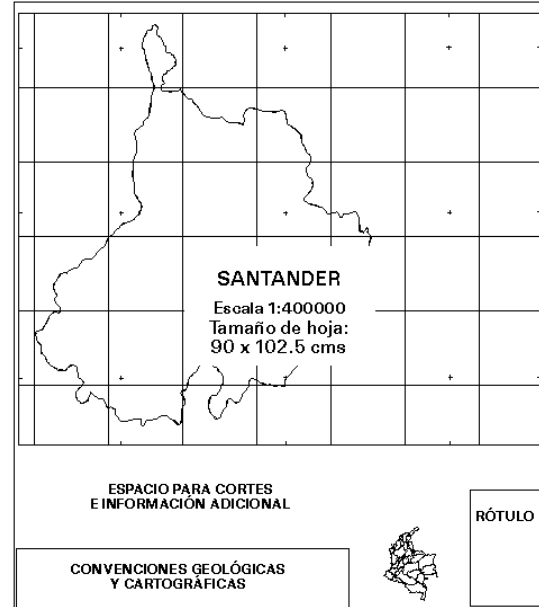 SANTANDER
Escala 1:400000
Tamaño de hoja:
90 x 102.5 cms
ESPACIO PARA CORTES
E INFORMACIÓN ADICIONAL
RÓTULO
CONVENCIONES GEOLÓGICAS
Y CARTOGRÁFICAS